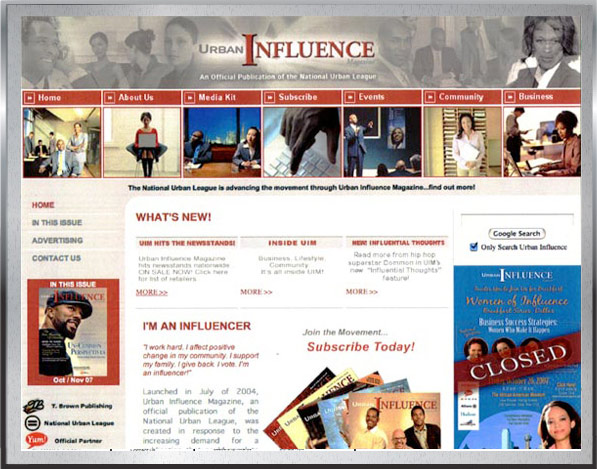 URBAN INFLUENCE
Magazine
An Official Publication of the National Urban League
Home
About Us
Media Kit
Subscribe
Events
Community
Business
The National Urban League is advancing the movement through Urban Influence Magazine...find out more!
HOME
IN THIS ISSUE
ADVERTISING
CONTACT US
IN THIS ISSUE
INFLUENCE
UN-COMMON
PERSPECTIVES
Oct / Nov 07
T. Brown Publishing
National Urban League
Yum!
Official Partner
WHAT'S NEW!
UIM HITS THE NEWSSTANDS!
Urban Influence Magazine
hits newsstands nationwide
ON SALE NOW! Click here
for list of retailers.
MORE >>
INSIDE UIM
Business, Lifestyle,
Community.
It's all inside UIM!
MORE >>
NEW! INFLUENTIAL THOUGHTS
Read more from hip hop
superstar Common in UIM's
new "Influential Thoughts"
feature!
MORE >>
I'M AN INFLUENCER
"I work hard. I affect positive
change in my community. I support
my family. I give back. I vote. I'm
an influencer!"
Launched in July of 2004,
Urban Influence Magazine, an
official publication of the
National Urban League, was
created in response to the
increasing demand for a
Join the Movement...
Subscribe Today!
INFLUENCE
Google Search
Only Search Urban Influence
URBAN INFLUENCE
Women of Influence
Business Success Strategies:
Women Who Make It Happen
CLOSED